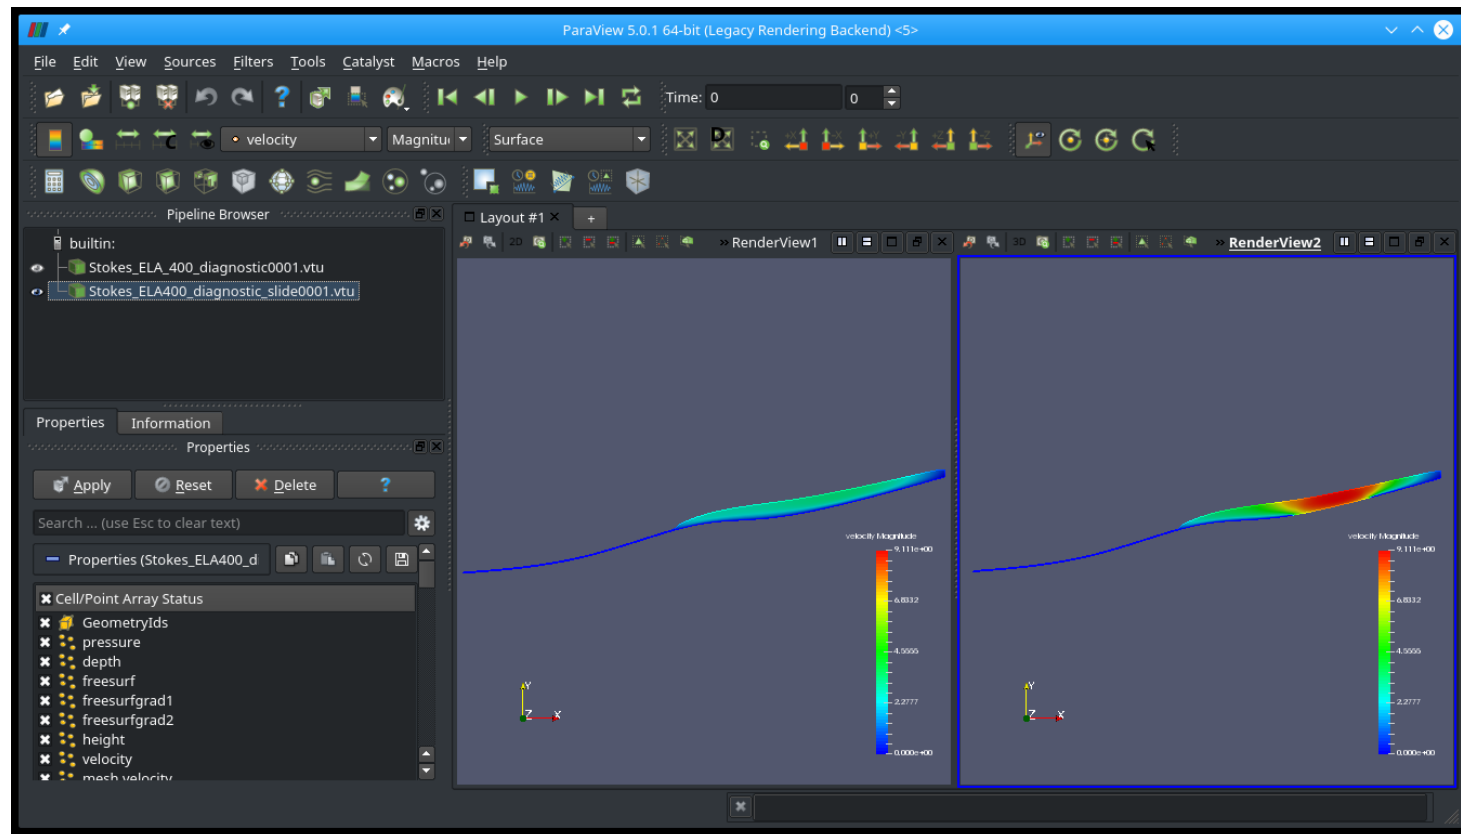 ParaView 5.0.1 64-bit (Legacy Rendering Backend) <5>
File Edit View Sources Filters Tools Catalyst Macros Help
Time: 0 0
velocity Magnitu Surface
Pipeline Browser
Layout #1 +
builtin:
Stokes_ELA_400_diagnostic0001.vtu
Stokes_ELA400_diagnostic_slide0001.vtu
2D RenderView1
3D RenderView2
Properties Information
Properties
Apply Reset Delete ?
Search ... (use Esc to clear text)
Properties (Stokes_ELA400_d
Cell/Point Array Status
GeometryIds
pressure
depth
freesurf
freesurfgrad1
freesurfgrad2
height
velocity
mesh velocity
velocity Magnitude
9.111e+00
6.8332
4.5555
2.2777
0.000e+00
Y
Z X
velocity Magnitude
9.111e+00
6.8332
4.5555
2.2777
0.000e+00
Y
Z X